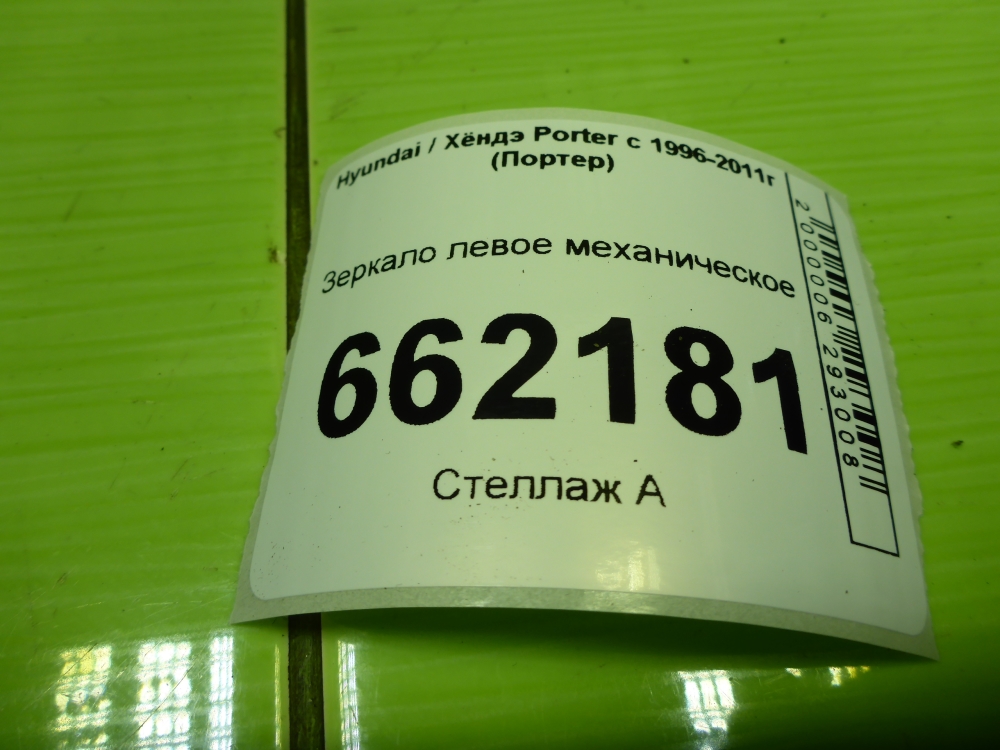 Hyundai / Хёндэ Porter с 1996-2011г
(Портер)
Зеркало левое механическое
662181
Стеллаж А
2000006293008